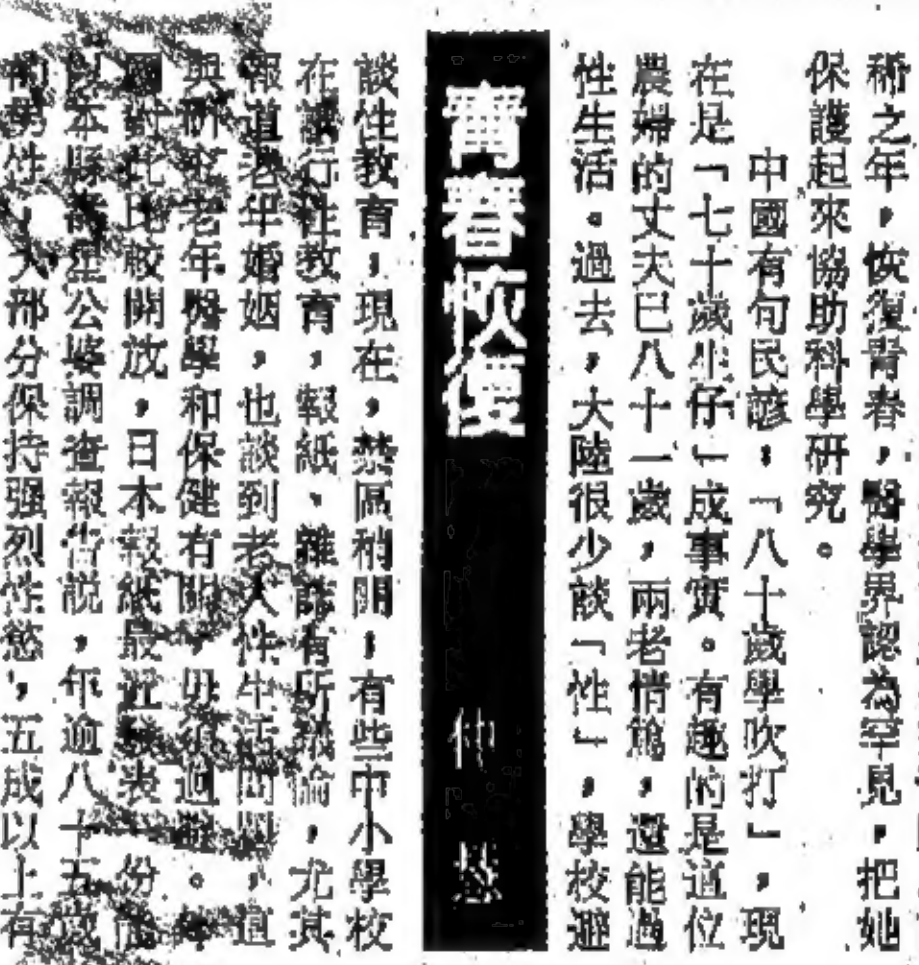 稀之年，恢復青春，醫學界認為罕見，把她
保護起來協助科學研究。
中國有句民諺，「八十歲學吹打」，現
在是「七十歲生仔」成事實。有趣的是這位
農婦的丈夫已八十一歲，兩老情篤，還能過
性生活。過去，大陸很少談「性」，學校避
青春恢復
仲
談性教育，現在，禁區稍開，有些中小學校
在議行性教育，報紙、雜誌有所議論，尤其
報道老年婚姻，也談到老人性生活問題，這
與研究老年醫學和保健有關，毋須迴避。
對此比較開放，日本報紙最近發表一份
以本縣 公婆調查報告說，年逾八十五歲
的男性，大部分保持强烈性慾，五成以上有